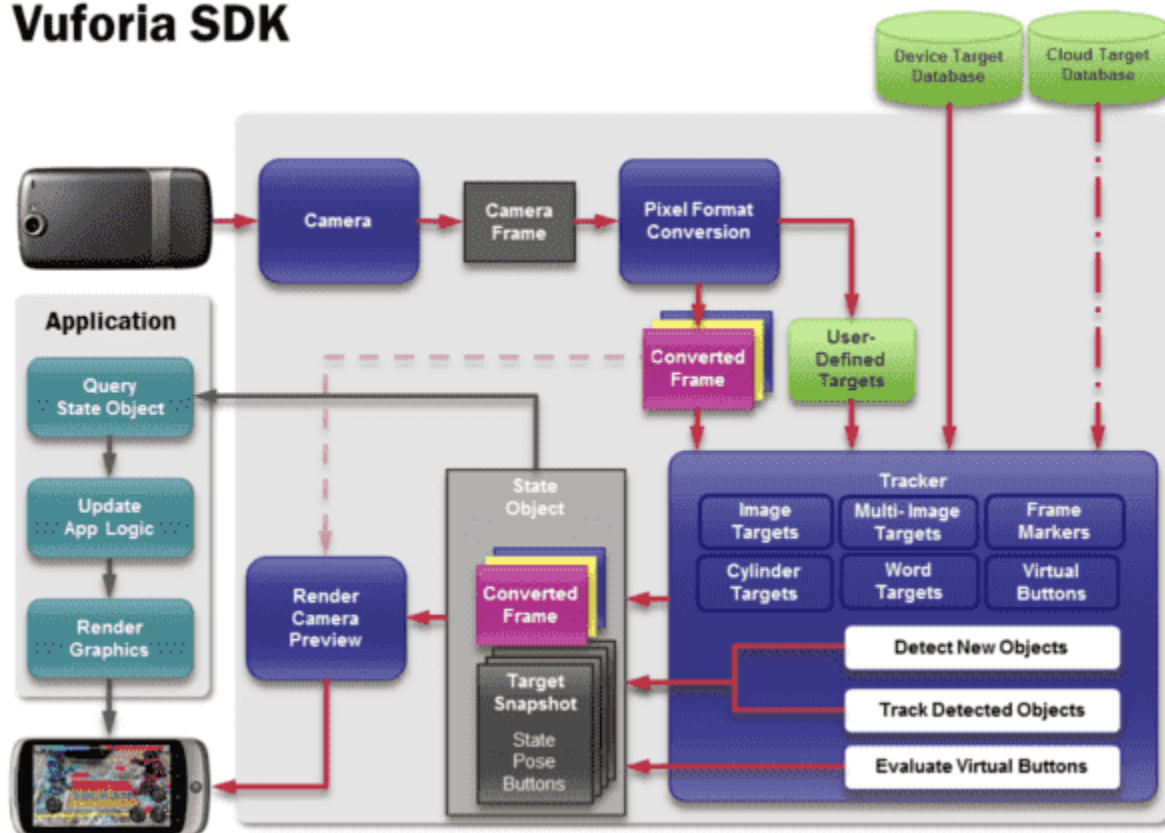 Vuforia SDK
Device Target
Database
Cloud Target
Database
Camera
Camera
Frame
Pixel Format
Conversion
Application
Query
State Object
Update
App Logic
Render
Graphics
Converted
Frame
User-
Defined
Targets
State
Object
Converted
Frame
Target
Snapshot
State
Pose
Buttons
Render
Camera
Preview
Tracker
Image
Targets
Multi-Image
Targets
Frame
Markers
Cylinder
Targets
Word
Targets
Virtual
Buttons
Detect New Objects
Track Detected Objects
Evaluate Virtual Buttons